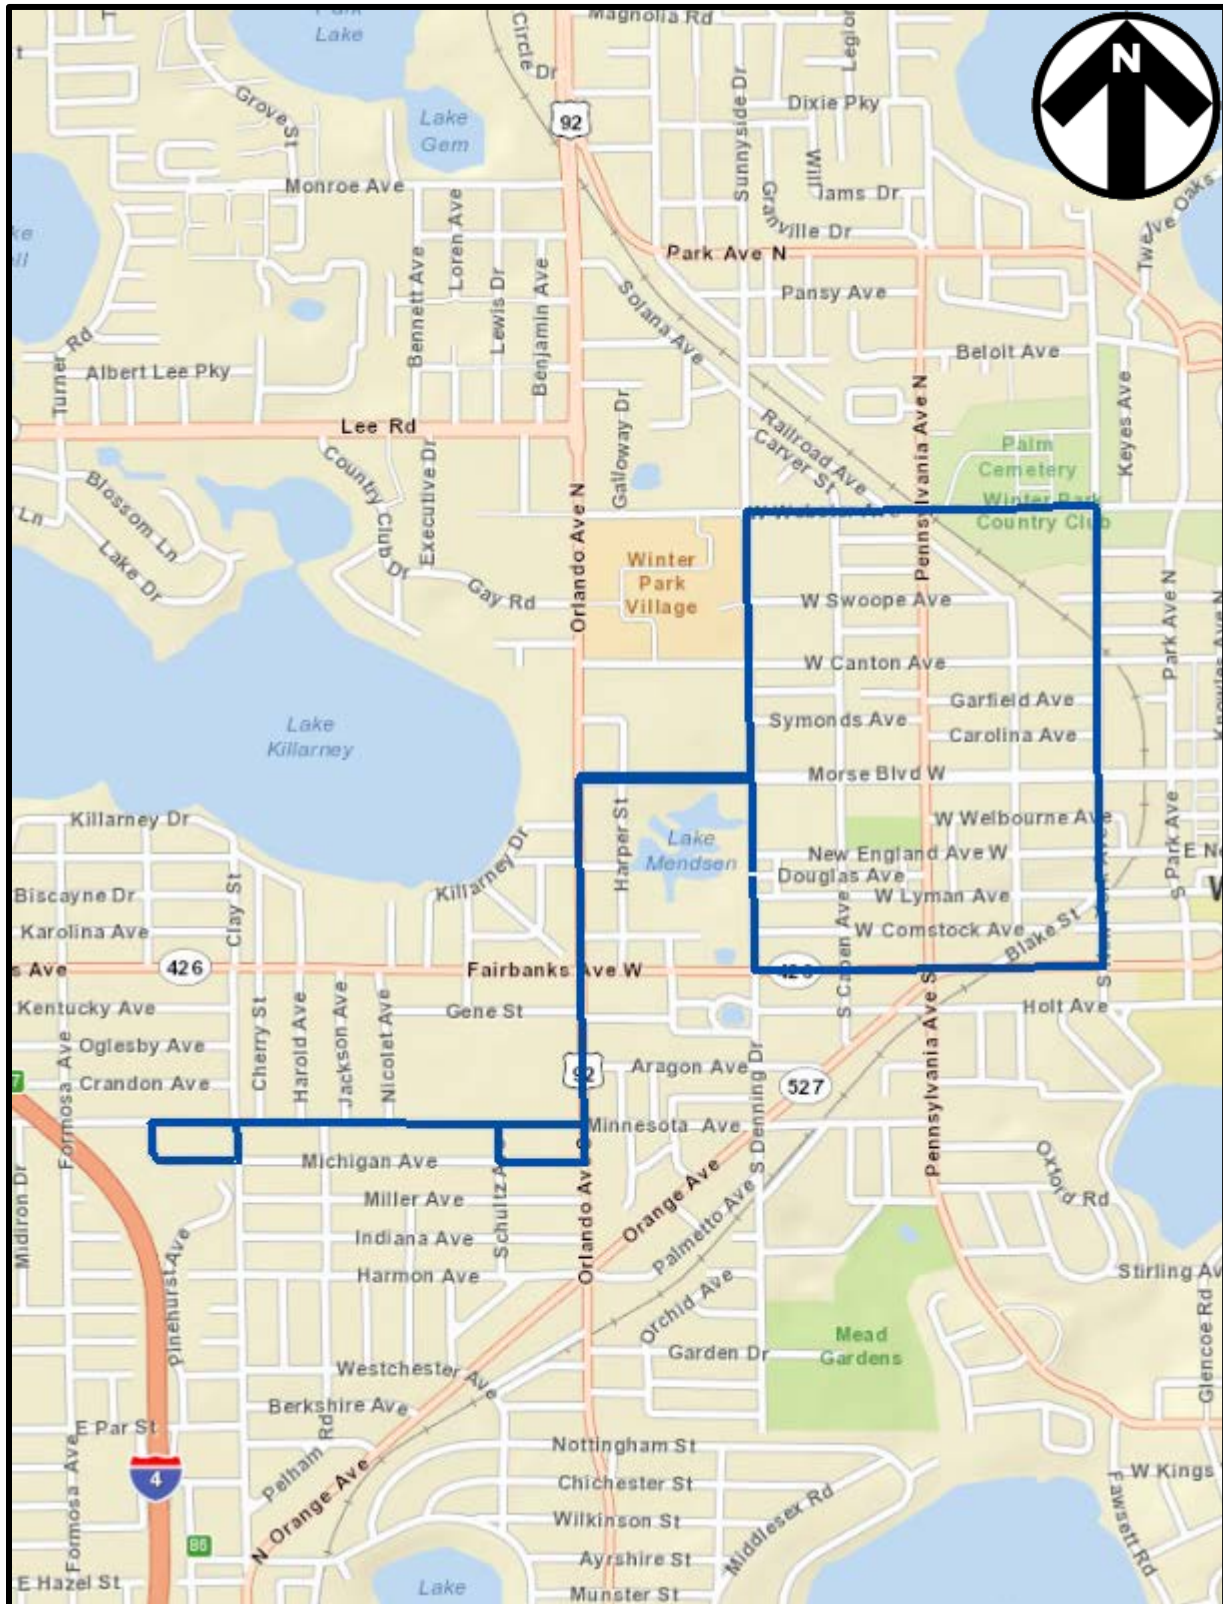 Lake
Circle Dr
Magnolia Rd
N
92
Dixie Pky
Grove St
Lake
Gem
Sunnyside Dr
Will
Iams Dr
Granville Dr
Monroe Ave
Loren Ave
Twelve Oaks
Park Ave N
Bennett Ave
Lewis Dr
Benjamin Ave
Solana Ave
Pansy Ave
Turner Rd
Albert Lee Pky
Beloit Ave
Lee Rd
Galloway Dr
Railroad Ave
Carver St
Pennsylvania Ave N
Palm
Cemetery
Keyes Ave
Country Club Dr
Executive Dr
Blossom Ln
Ln
Lake Dr
Orlando Ave N
W Webster Ave
Winter Park
Country Club
Winter
Park
Village
Gay Rd
W Swoope Ave
Park Ave N
Knowles Ave N
W Canton Ave
Garfield Ave
Lake
Killarney
Symonds Ave
Carolina Ave
Morse Blvd W
Killarney Dr
Harper St
Lake
Mendsen
W Welbourne Ave
S Park Ave
New England Ave W
Douglas Ave
Biscayne Dr
Clay St
Killarney Dr
W Lyman Ave
Karolina Ave
S Capen Ave
W Comstock Ave
Blake St
s Ave
426
Fairbanks Ave W
426
Kentucky Ave
Gene St
Holt Ave
Formosa Ave
Oglesby Ave
Cherry St
Harold Ave
Jackson Ave
Nicolet Ave
Crandon Ave
92
Aragon Ave
S Denning Dr
527
Pennsylvania Ave S
Minnesota Ave
Michigan Ave
Schultz A
Orlando Av
Miller Ave
Orange Ave
Palmetto Ave
Oxford Rd
Midiron Dr
Indiana Ave
Harmon Ave
Pinehurst Ave
Orchid Ave
Stirling Av
Glencoe Rd
Mead
Gardens
Garden Dr
Westchester Ave
Berkshire Ave
E Par St
Pelham Rd
Nottingham St
4
Formosa Ave
Chichester St
W Kings
N Orange Ave
Wilkinson St
Middlesex Rd
Fawsett Rd
86
Ayrshire St
E Hazel St
Lake
Munster St